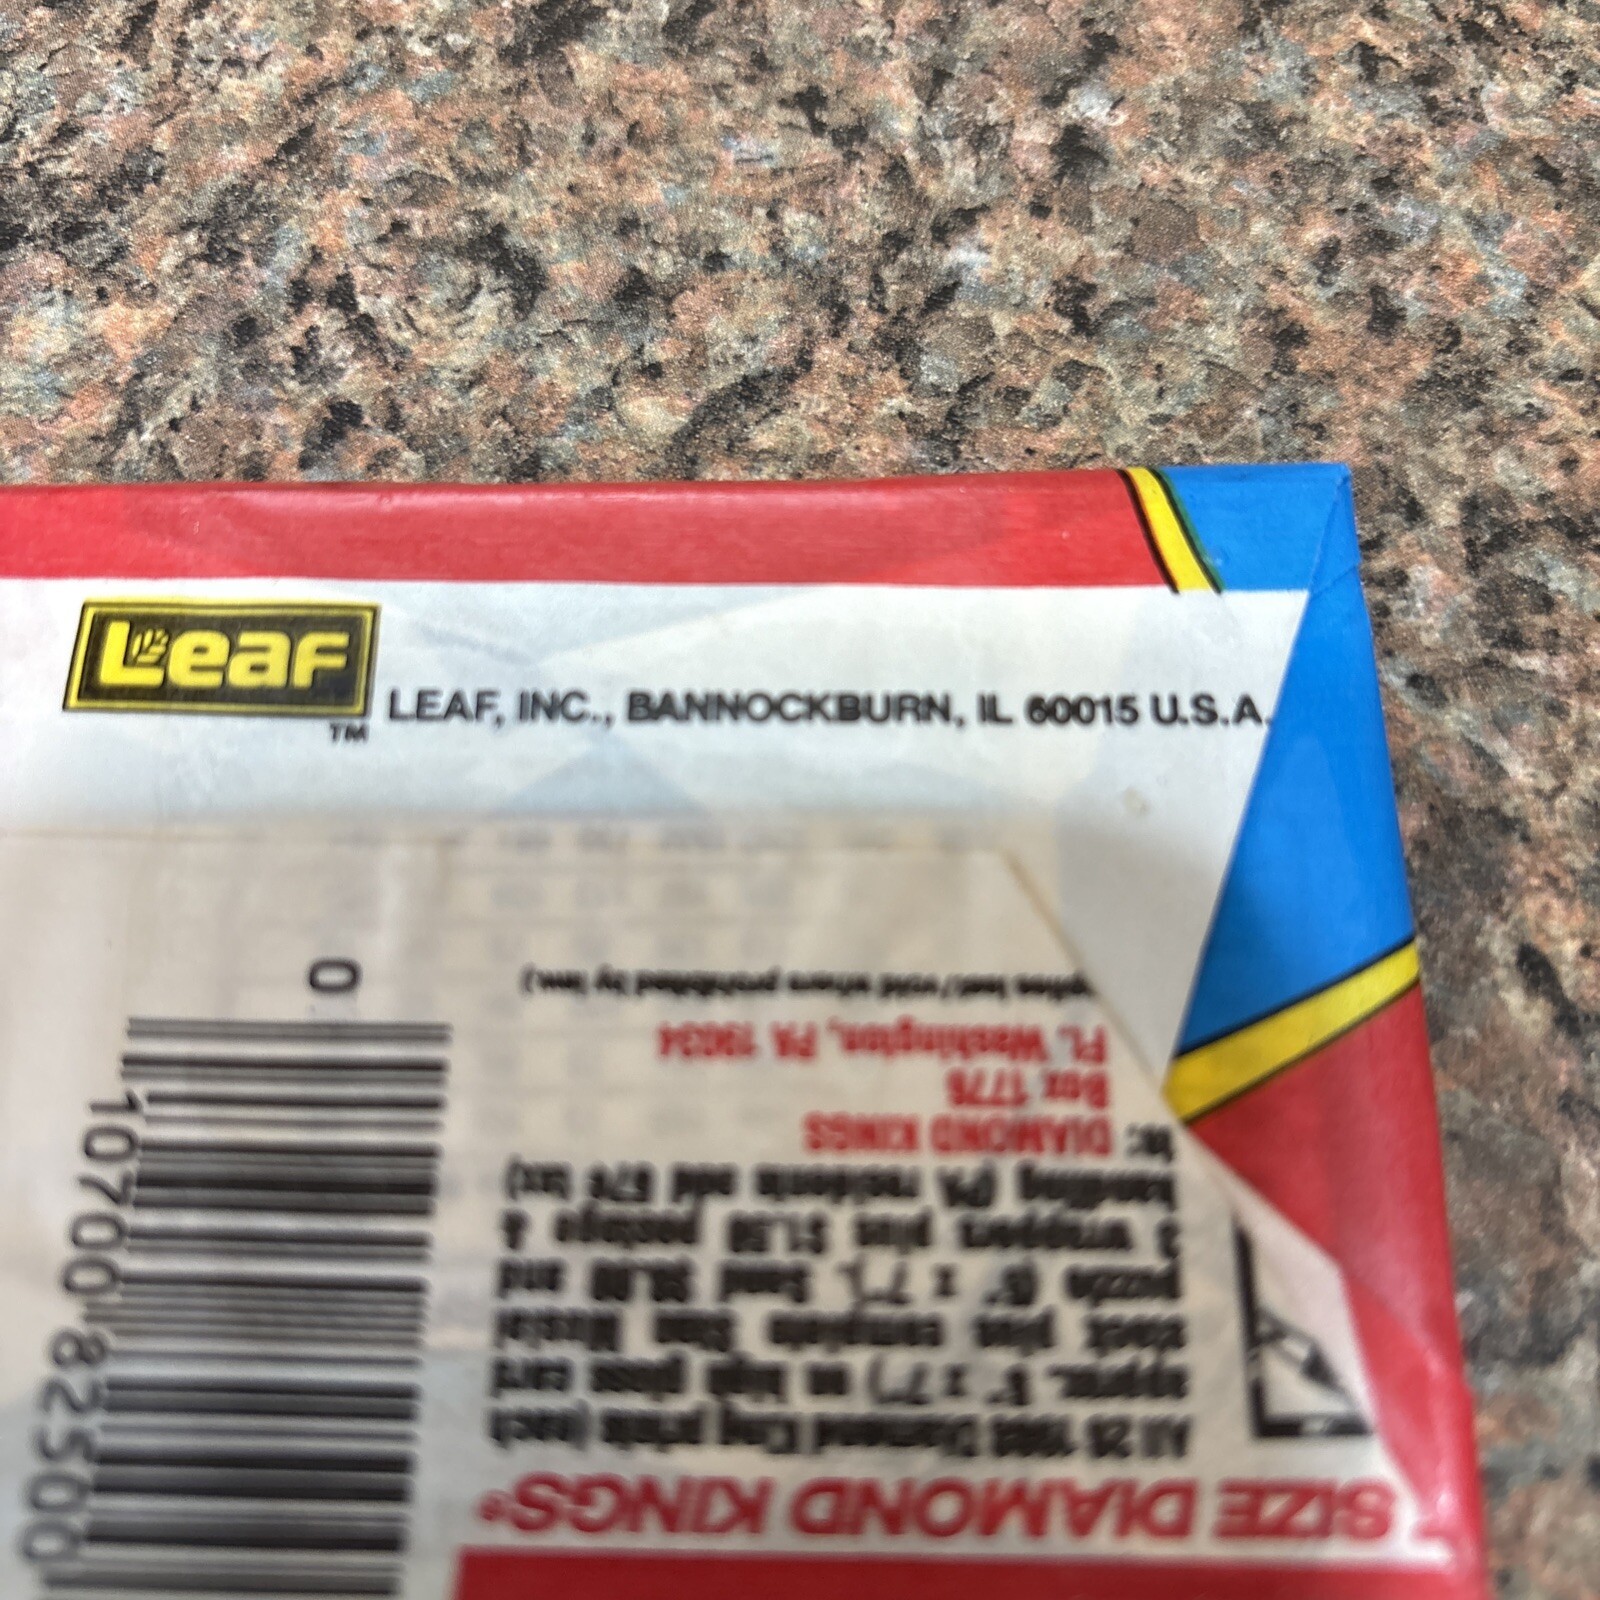 Leaf
TM
LEAF, INC., BANNOCKBURN, IL 60015 U.S.A.
0
10700 82500
SIZE DIAMOND KINGS®
All 26 1988 Diamond King prints (each
approx. 5" x 7") on high gloss card
stock plus complete Stan Musial
puzzle (5" x 7"). Send $8.00 and
3 wrappers, plus $1.50 postage &
handling (PA residents add 67¢ tax)
to:
DIAMOND KINGS
Box 1776
Ft. Washington, PA 19034
void where prohibited by law.)